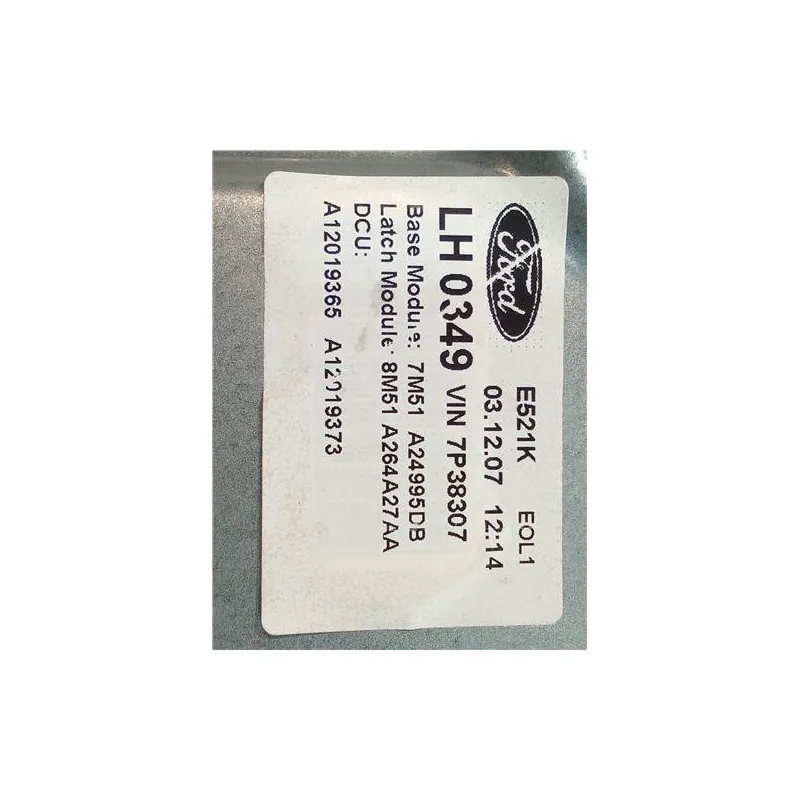 Ford
E521K EOL1
03.12.07 12:14
LH 0349 VIN 7P38307
Base Module: 7M51 A24995DB
Latch Module: 8M51 A264A27AA
DCU:
A12019365 A12019373